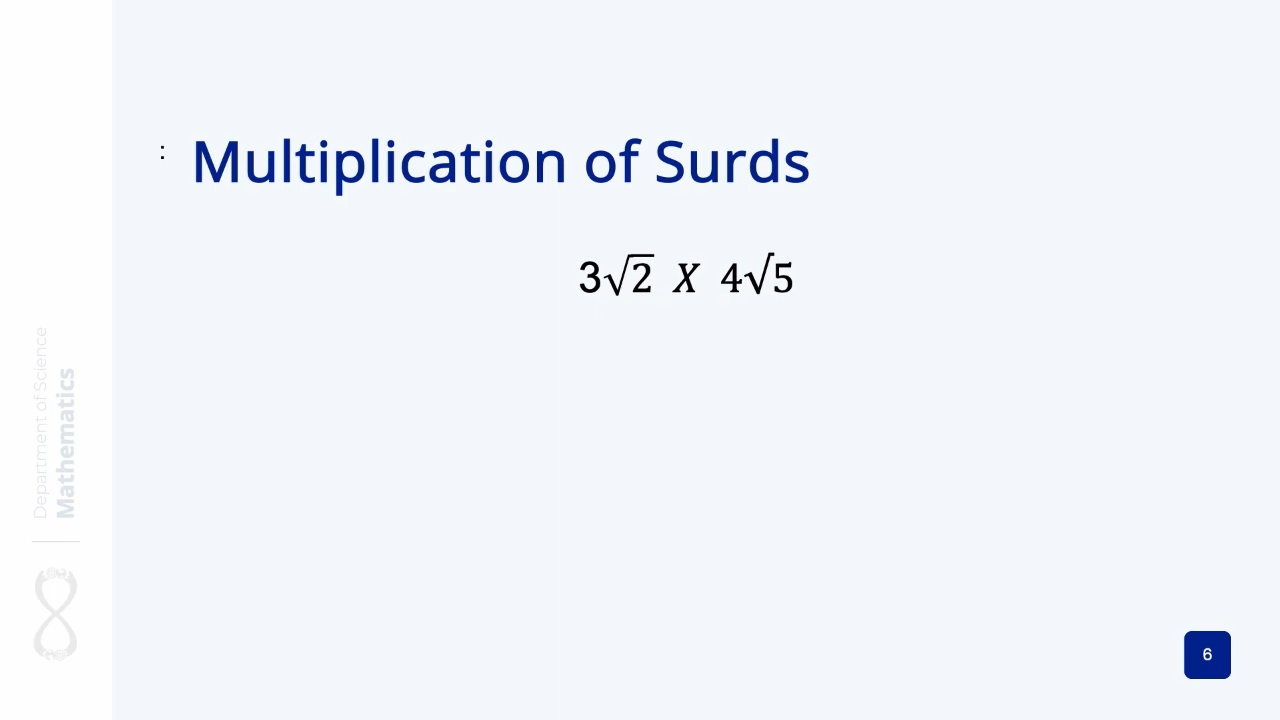 : Multiplication of Surds
3√2 X 4√5
Department of Science
Mathematics
6